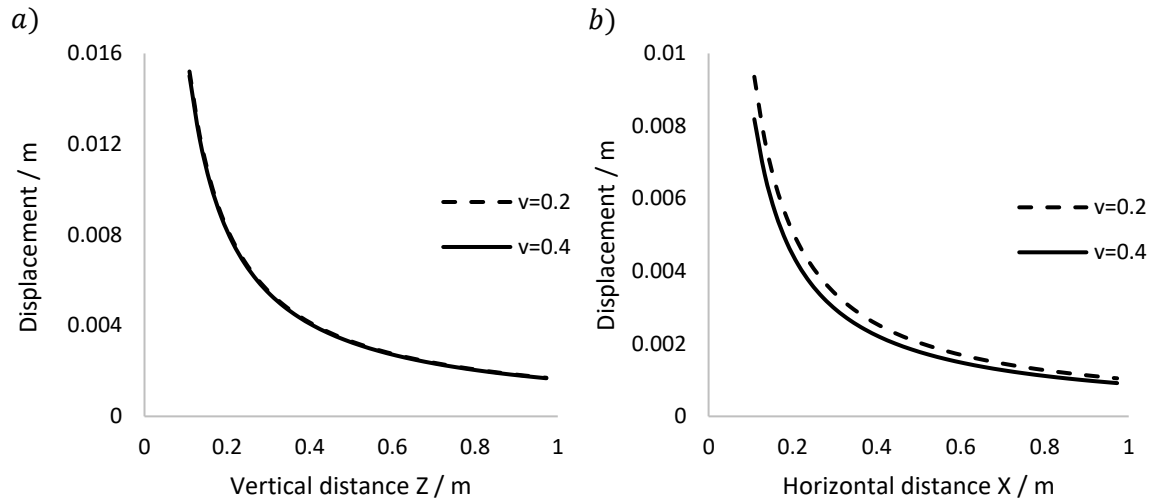 a)
0.016
0.012
0.008
0.004
0
0 0.2 0.4 0.6 0.8 1
Displacement / m
Vertical distance Z / m
v=0.2
v=0.4
b)
0.01
0.008
0.006
0.004
0.002
0
0 0.2 0.4 0.6 0.8 1
Displacement / m
Horizontal distance X / m
v=0.2
v=0.4